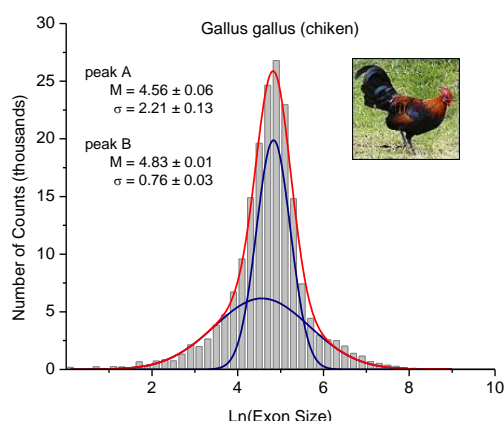 Gallus gallus (chiken)
peak A
M = 4.56 ± 0.06
σ = 2.21 ± 0.13
peak B
M = 4.83 ± 0.01
σ = 0.76 ± 0.03
Number of Counts (thousands)
30
25
20
15
10
5
0
2 4 6 8 10
Ln(Exon Size)